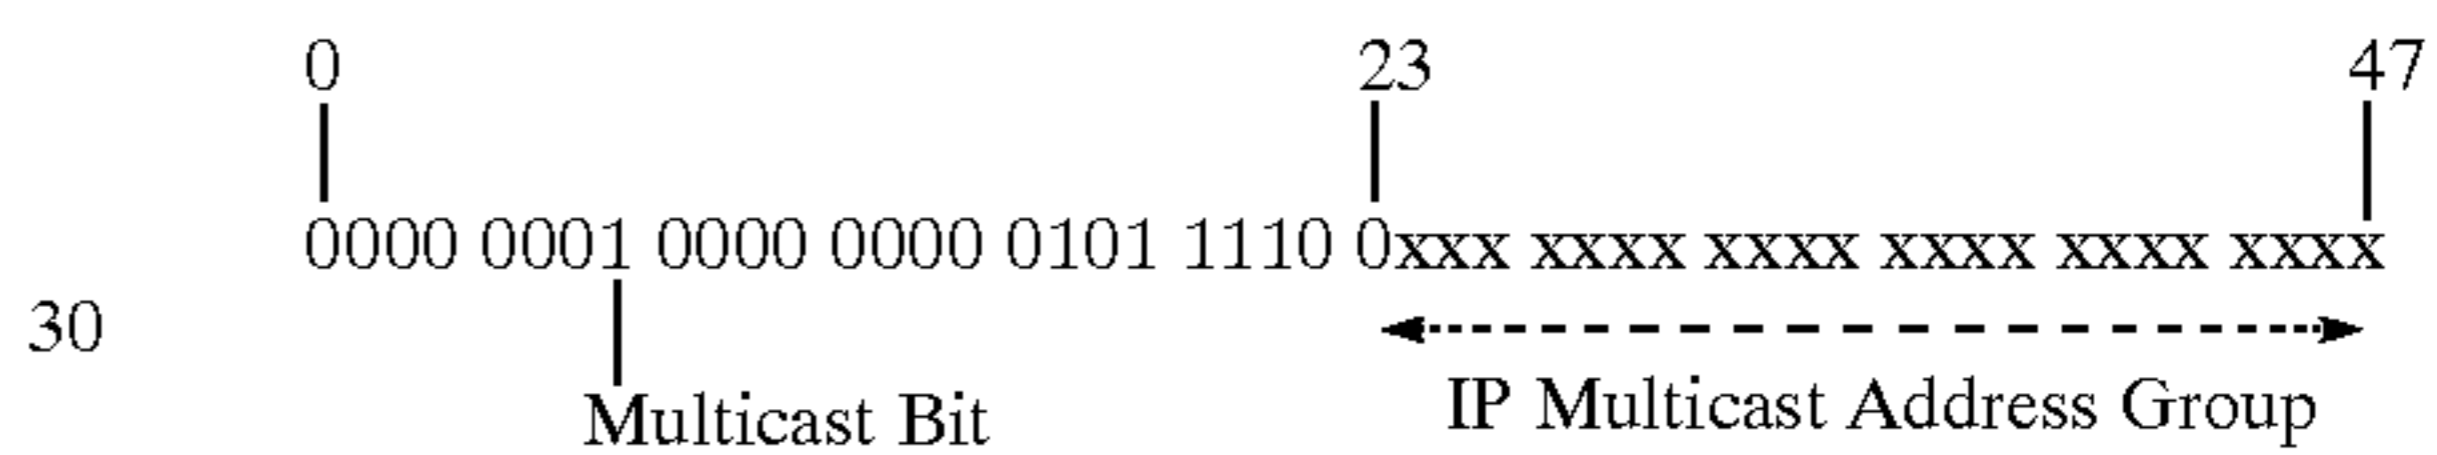 0 23 47
0000 0001 0000 0000 0101 1110 0xxx xxxx xxxx xxxx xxxx xxxx
30
Multicast Bit IP Multicast Address Group